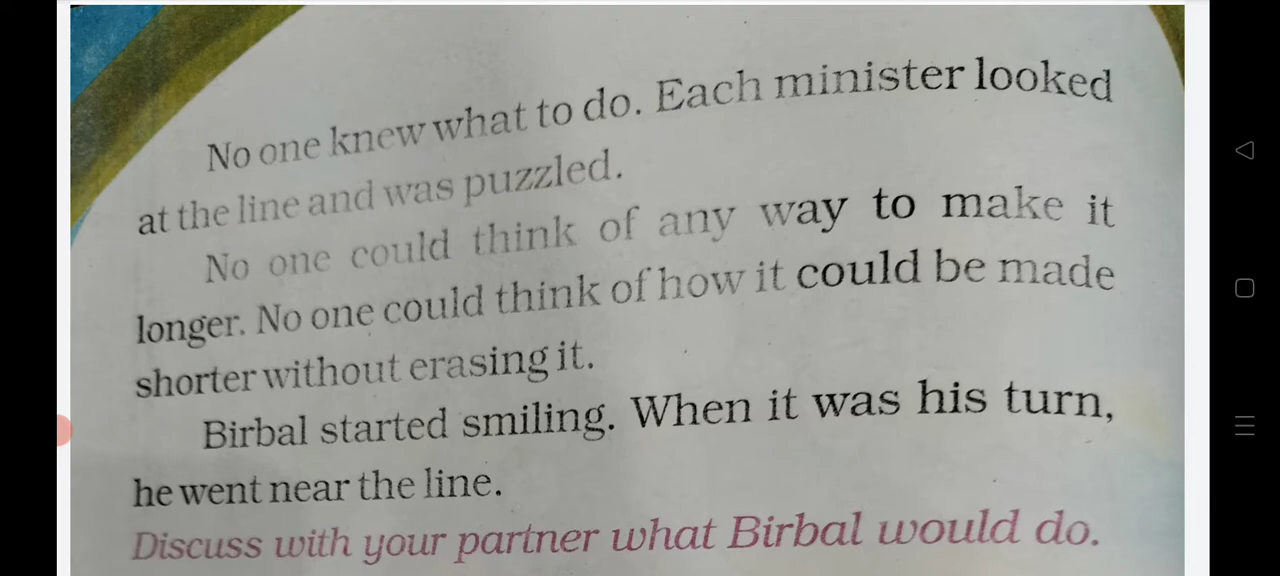 No one knew what to do. Each minister looked
at the line and was puzzled.
No one could think of any way to make it
longer. No one could think of how it could be made
shorter without erasing it.
Birbal started smiling. When it was his turn,
he went near the line.
Discuss with your partner what Birbal would do.